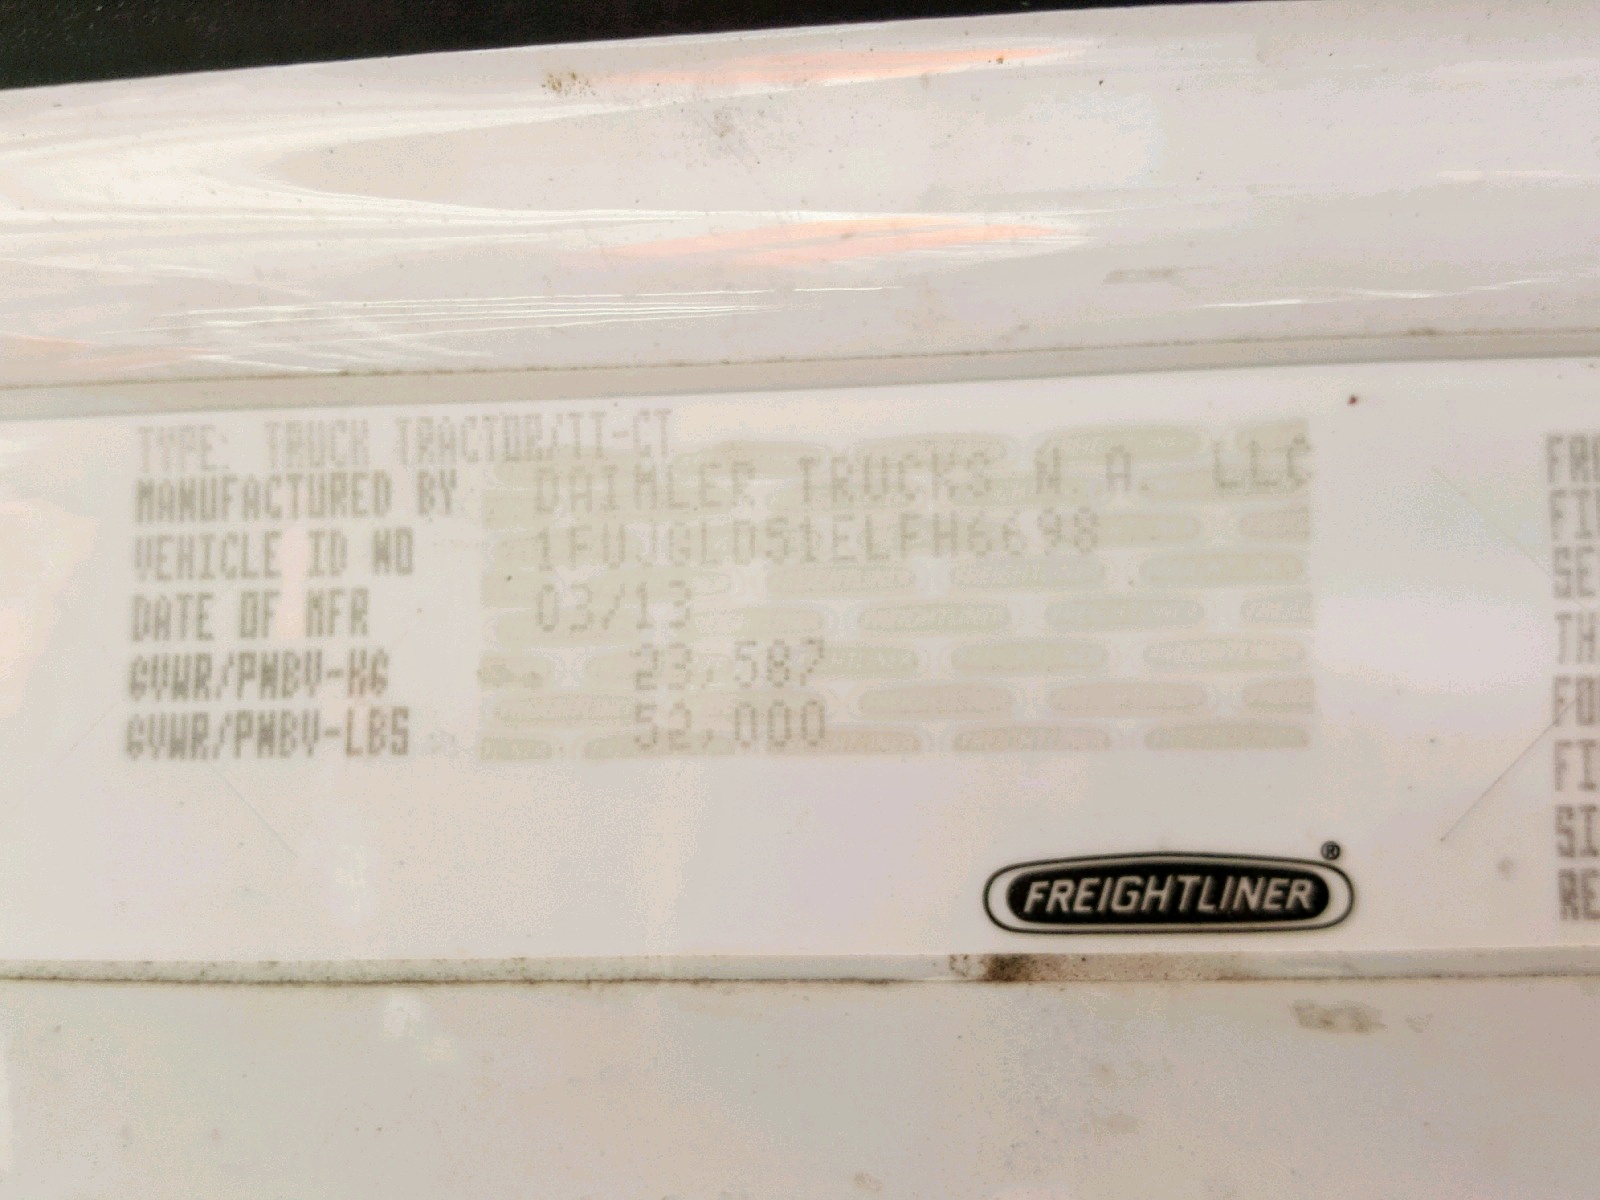 TYPE: TRUCK TRACTOR/TT-CT
MANUFACTURED BY DAIMLER TRUCKS N.A. LLC
VEHICLE ID NO 1FUJGLD51ELFH6698
DATE OF MFR 03/13
GVWR/PNBV-KG 23,587
GVWR/PNBV-LBS 52,000
FREIGHTLINER®